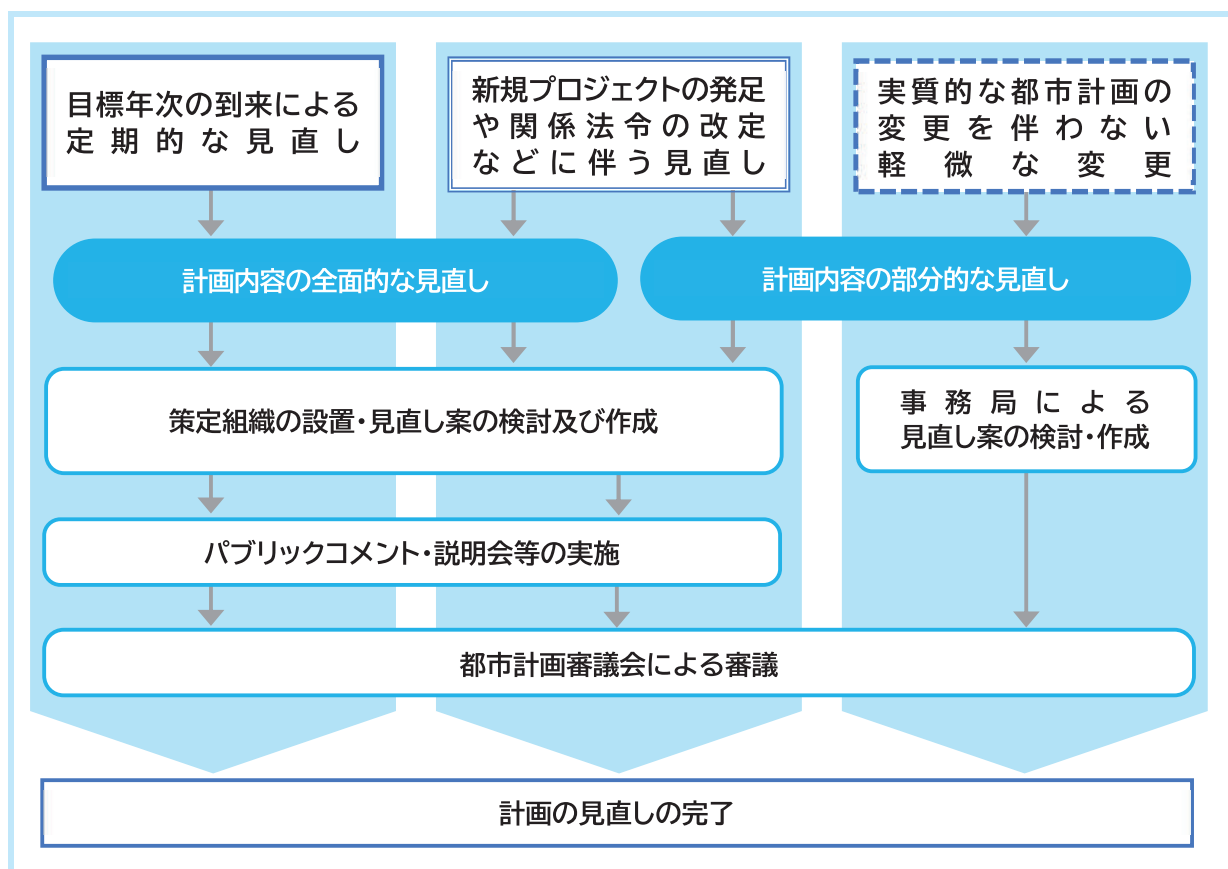 目標年次の到来による
定期的な見直し
新規プロジェクトの発足
や関係法令の改定
などに伴う見直し
実質的な都市計画の
変更を伴わない
軽微な変更
計画内容の全面的な見直し
計画内容の部分的な見直し
策定組織の設置・見直し案の検討及び作成
事務局による
見直し案の検討・作成
パブリックコメント・説明会等の実施
都市計画審議会による審議
計画の見直しの完了